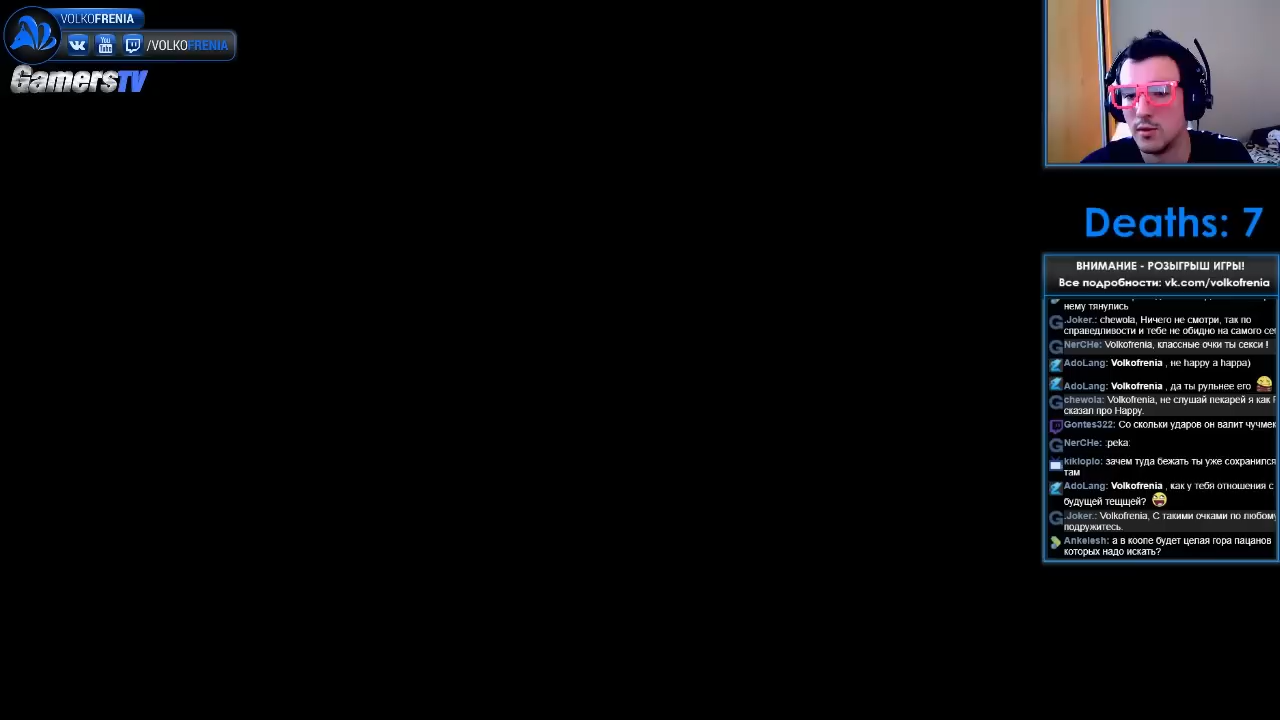 VOLKOFRENIA
/VOLKOFRENIA
GamersTV
Deaths: 7
ВНИМАНИЕ - РОЗЫГРЫШ ИГРЫ!
Все подробности: vk.com/volkofrenia
нему тянулись
.Joker.: chewola, Ничего не смотри, так по
справедливости и тебе не обидно на самого
NerCHe: Volkofrenia, классные очки ты секси !
AdoLang: Volkofrenia , не happy а happa)
AdoLang: Volkofrenia , да ты рульнее его
chewola: Volkofrenia, не слушай пекарей я как
сказал про Happy.
Gontes322: Со скольки ударов он валит чучмек
NerCHe: :peka:
kikloplo: зачем туда бежать ты уже сохранился
там
AdoLang: Volkofrenia , как у тебя отношения с
будущей тещщей?
.Joker.: Volkofrenia, С такими очками по любому
подружитесь.
Ankelesh: а в коопе будет целая гора пацанов
которых надо искать?